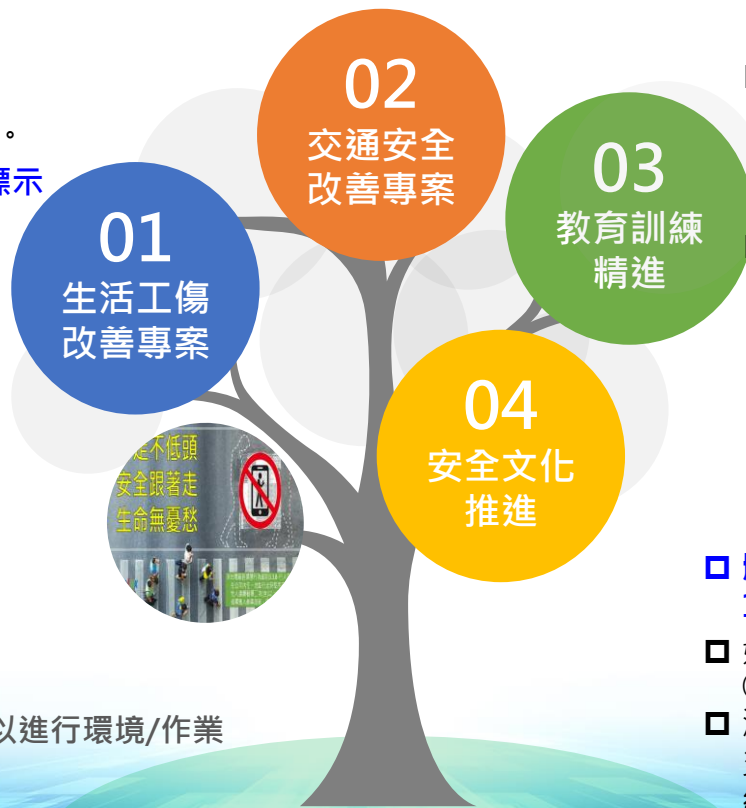 。
標示
01
生活工傷
改善專案
02
交通安全
改善專案
03
教育訓練
精進
04
安全文化
推進
走不低頭
安全跟著走
生命無憂愁
以進行環境/作業